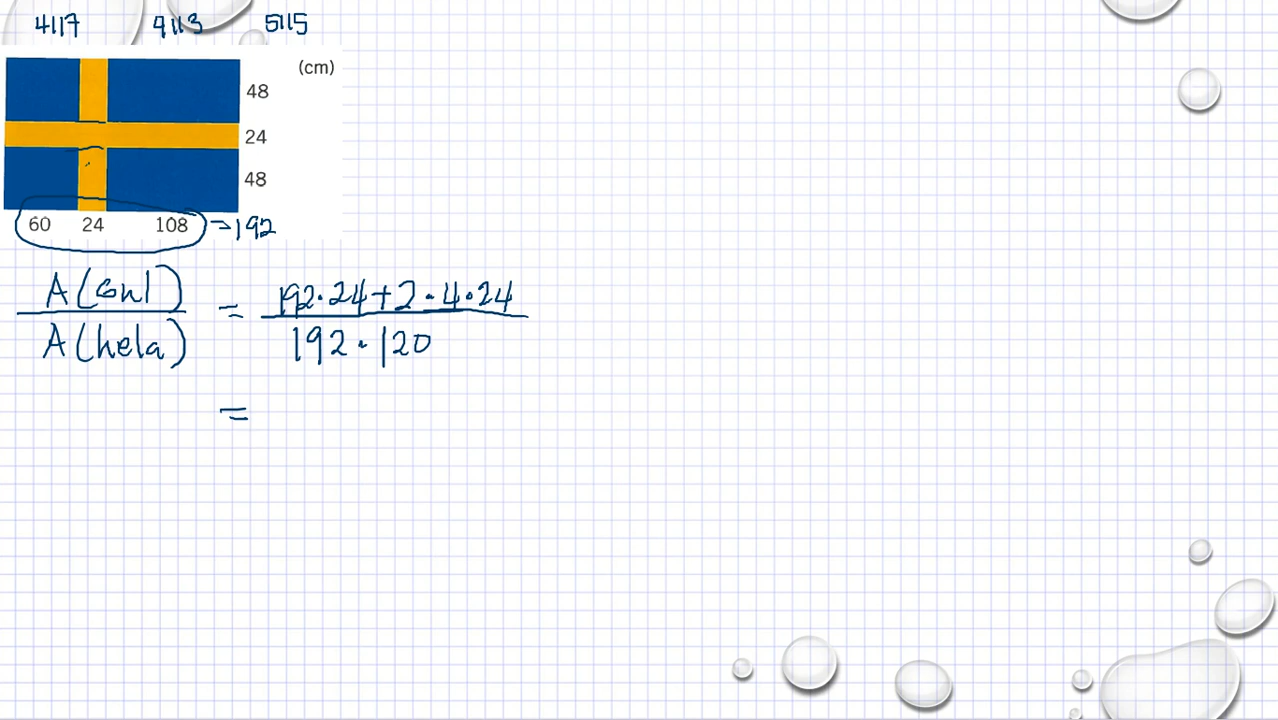 4117 4113 5115
(cm)
48
24
48
60 24 108 → 192
A(gul) = 192·24+2·4·24
A(hela) 192·120
=